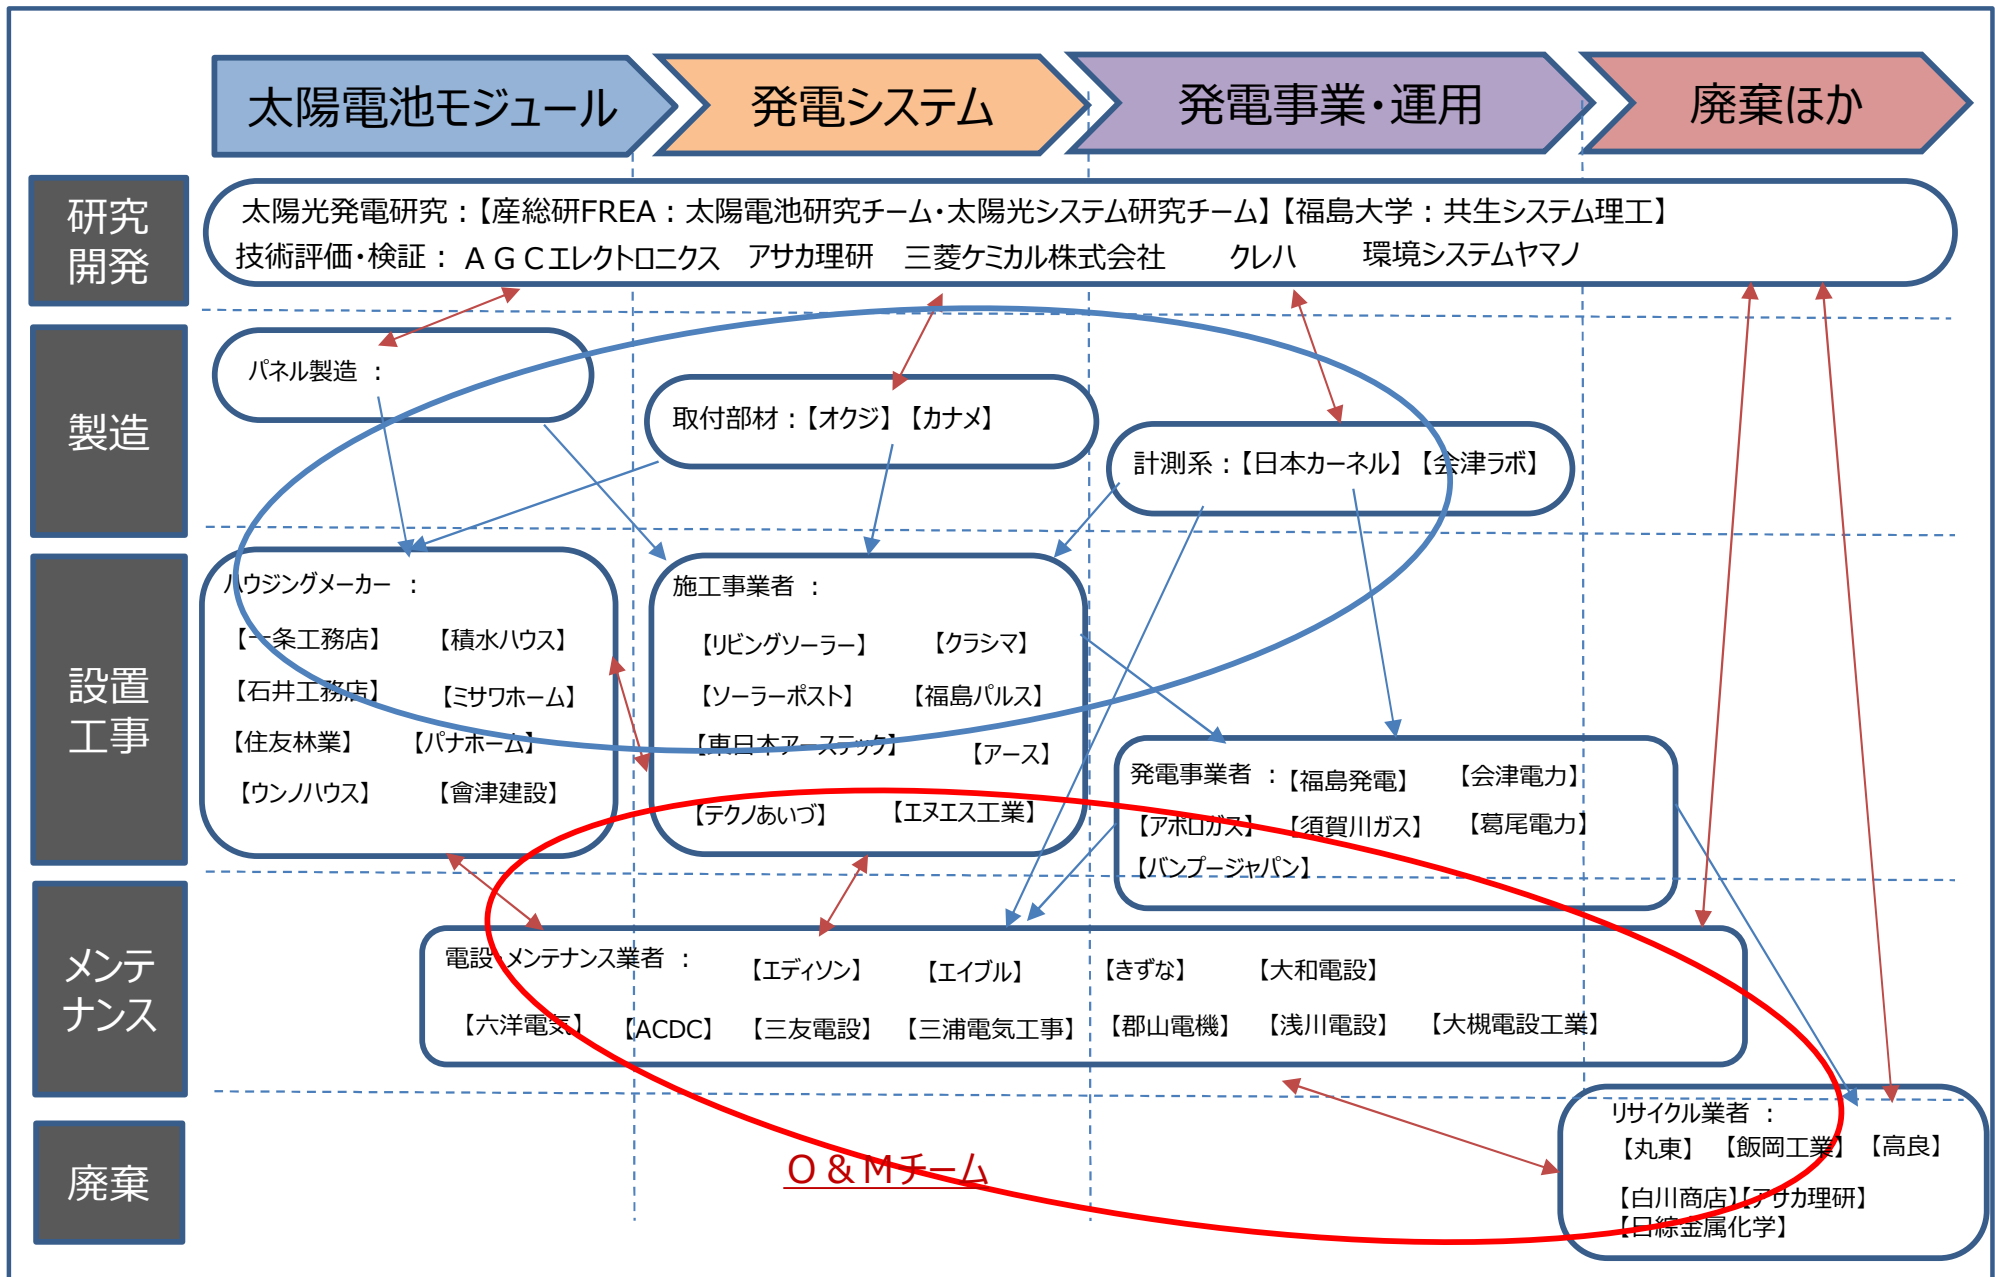 太陽電池モジュール
発電システム
発電事業・運用
廃棄ほか
研究
開発
太陽光発電研究：【産総研FREA：太陽電池研究チーム・太陽光システム研究チーム】【福島大学：共生システム理工】
技術評価・検証： ＡＧＣエレクトロニクス アサカ理研 三菱ケミカル株式会社 クレハ 環境システムヤマノ
製造
パネル製造 ：
取付部材：【オクジ】【カナメ】
計測系：【日本カーネル】【会津ラボ】
設置
工事
ハウジングメーカー ：
【一条工務店】 【積水ハウス】
【石井工務店】 【ミサワホーム】
【住友林業】 【パナホーム】
【ウンノハウス】 【會津建設】
施工事業者 ：
【リビングソーラー】 【クラシマ】
【ソーラーポスト】 【福島パルス】
【東日本アーステック】 【アース】
【テクノあいづ】 【エヌエス工業】
発電事業者 ：【福島発電】 【会津電力】
【アポロガス】 【須賀川ガス】 【葛尾電力】
【バンプージャパン】
メンテ
ナンス
電設・メンテナンス業者 ： 【エディソン】 【エイブル】 【きずな】 【大和電設】
【六洋電気】 【ACDC】 【三友電設】 【三浦電気工事】 【郡山電機】 【浅川電設】 【大槻電設工業】
廃棄
Ｏ＆Ｍチーム
リサイクル業者 ：
【丸東】 【飯岡工業】 【高良】
【白川商店】【アサカ理研】
【日綜金属化学】